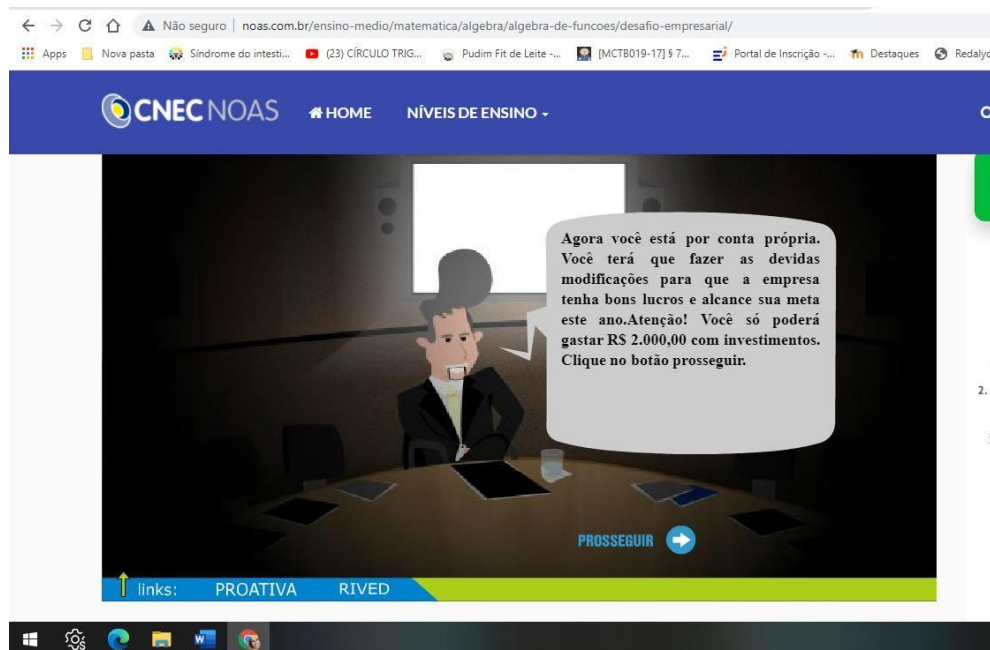 Não seguro | noas.com.br/ensino-medio/matematica/algebra/algebra-de-funcoes/desafio-empresarial/
Apps Nova pasta Síndrome do intesti... (23) CÍRCULO TRIG... Pudim Fit de Leite -... [MCTB019-17] § 7... Portal de Inscrição -... Destaques Redalyc
CNEC NOAS HOME NÍVEIS DE ENSINO
Agora você está por conta própria.
Você terá que fazer as devidas
modificações para que a empresa
tenha bons lucros e alcance sua meta
este ano.Atenção! Você só poderá
gastar R$ 2.000,00 com investimentos.
Clique no botão prosseguir.
2.
PROSSEGUIR
links: PROATIVA RIVED